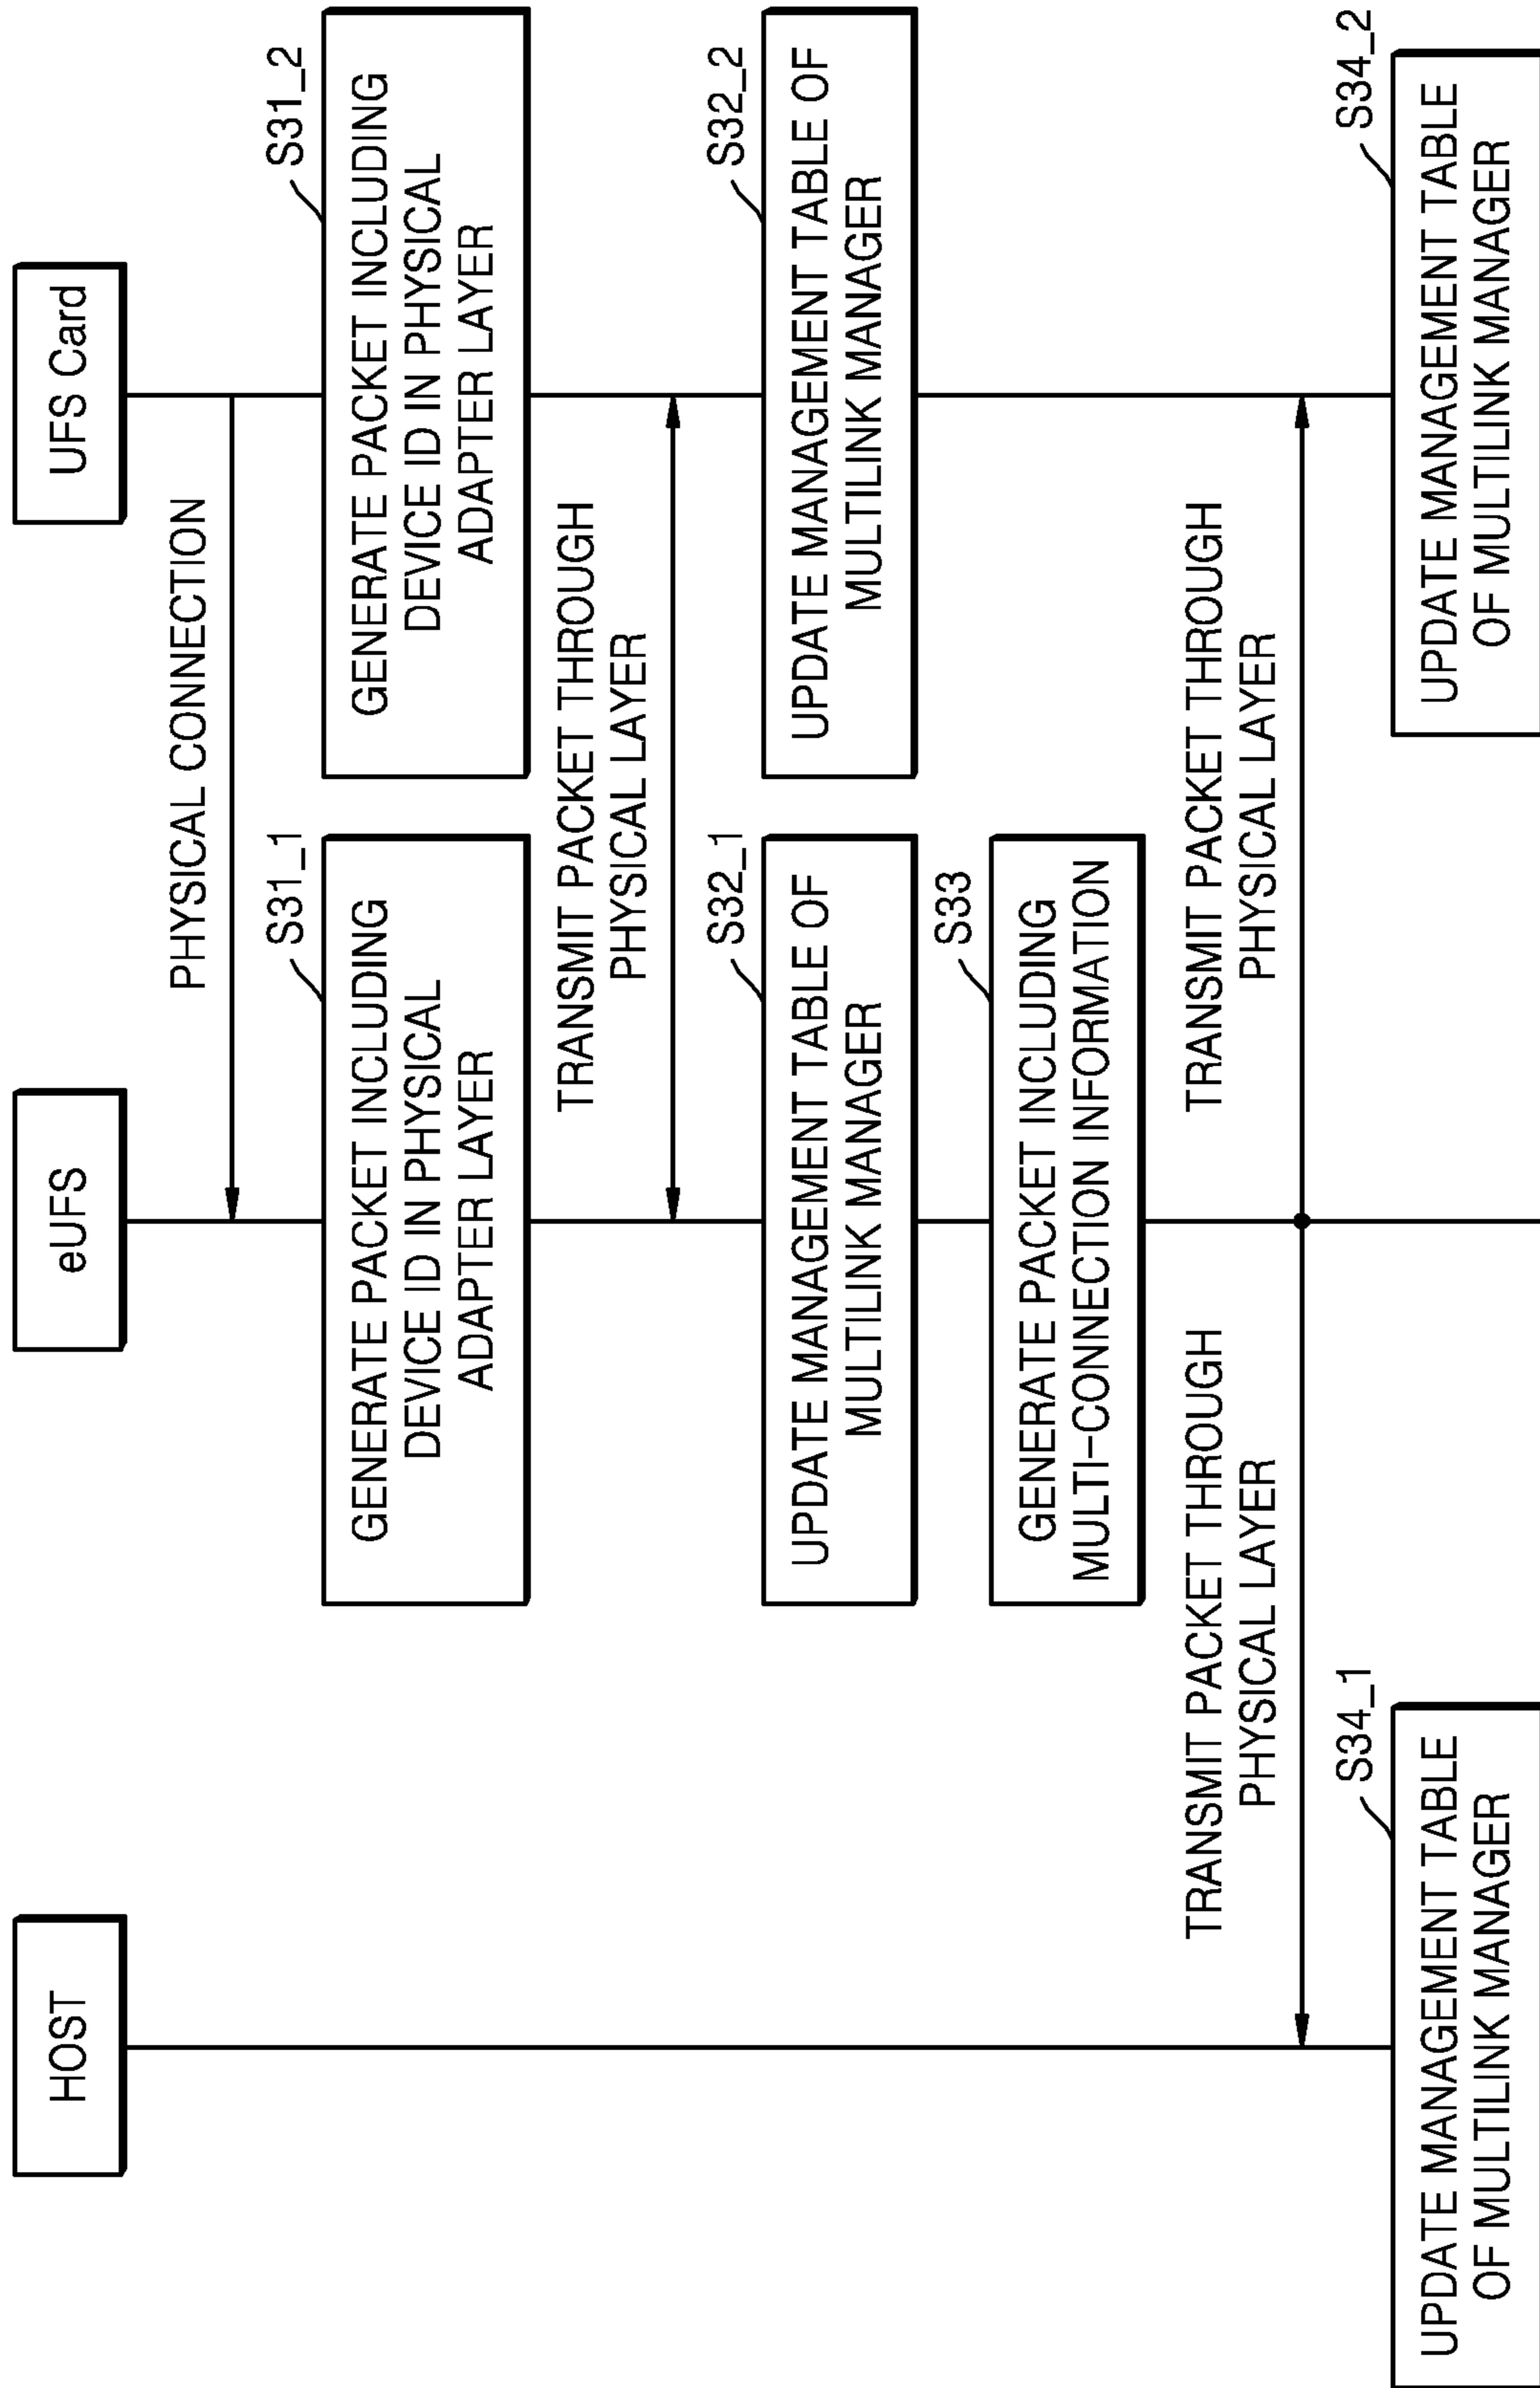 HOST
eUFS
UFS Card
PHYSICAL CONNECTION
S31_1
GENERATE PACKET INCLUDING
DEVICE ID IN PHYSICAL
ADAPTER LAYER
S31_2
GENERATE PACKET INCLUDING
DEVICE ID IN PHYSICAL
ADAPTER LAYER
TRANSMIT PACKET THROUGH
PHYSICAL LAYER
S32_1
UPDATE MANAGEMENT TABLE OF
MULTILINK MANAGER
S32_2
UPDATE MANAGEMENT TABLE OF
MULTILINK MANAGER
S33
GENERATE PACKET INCLUDING
MULTI-CONNECTION INFORMATION
TRANSMIT PACKET THROUGH
PHYSICAL LAYER
TRANSMIT PACKET THROUGH
PHYSICAL LAYER
S34_1
UPDATE MANAGEMENT TABLE
OF MULTILINK MANAGER
S34_2
UPDATE MANAGEMENT TABLE
OF MULTILINK MANAGER